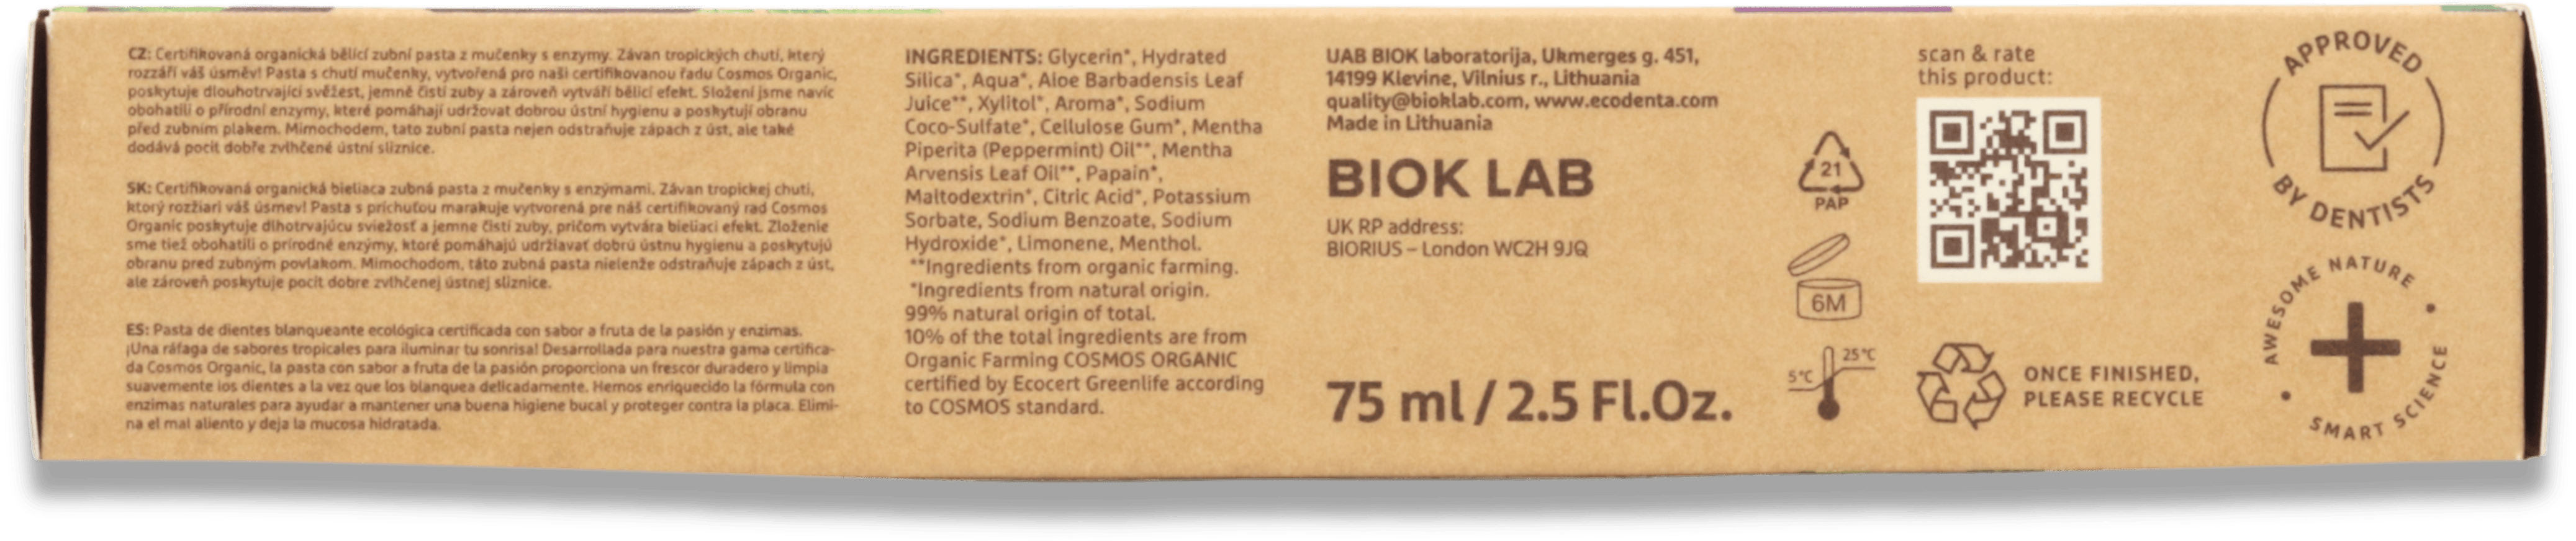 CZ: Certifikovaná organická bělící zubní pasta z mučenky s enzymy. Závan tropických chutí, který
rozzáří váš úsměv! Pasta s chutí mučenky, vytvořená pro naši certifikovanou řadu Cosmos Organic,
poskytuje dlouhotrvající svěžest, jemně čistí zuby a zároveň vytváří bělící efekt. Složení jsme navíc
obohatili o přírodní enzymy, které pomáhají udržovat dobrou ústní hygienu a poskytují obranu
před zubním plakem. Mimochodem, tato zubní pasta nejen odstraňuje zápach z úst, ale také
dodává pocit dobře zvlhčené ústní sliznice.
SK: Certifikovaná organická bieliaca zubná pasta z mučenky s enzýmami. Závan tropickej chuti,
ktorý rozžiari váš úsmev! Pasta s príchuťou marakuje vytvorená pre náš certifikovaný rad Cosmos
Organic poskytuje dlhotrvajúcu sviežosť a jemne čistí zuby, pričom vytvára bieliaci efekt. Zloženie
sme tiež obohatili o prírodné enzýmy, ktoré pomáhajú udržiavať dobrú ústnu hygienu a poskytujú
obranu pred zubným povlakom. Mimochodom, táto zubná pasta nielenže odstraňuje zápach z úst,
ale zároveň poskytuje pocit dobre zvlhčenej ústnej sliznice.
ES: Pasta de dientes blanqueante ecológica certificada con sabor a fruta de la pasión y enzimas.
¡Una ráfaga de sabores tropicales para iluminar tu sonrisa! Desarrollada para nuestra gama certifica-
da Cosmos Organic, la pasta con sabor a fruta de la pasión proporciona un frescor duradero y limpia
suavemente los dientes a la vez que los blanquea delicadamente. Hemos enriquecido la fórmula con
enzimas naturales para ayudar a mantener una buena higiene bucal y proteger contra la placa. Elimi-
na el mal aliento y deja la mucosa hidratada.
INGREDIENTS: Glycerin*, Hydrated
Silica*, Aqua*, Aloe Barbadensis Leaf
Juice**, Xylitol*, Aroma*, Sodium
Coco-Sulfate*, Cellulose Gum*, Mentha
Piperita (Peppermint) Oil**, Mentha
Arvensis Leaf Oil**, Papain*,
Maltodextrin*, Citric Acid*, Potassium
Sorbate, Sodium Benzoate, Sodium
Hydroxide*, Limonene, Menthol.
**Ingredients from organic farming.
*Ingredients from natural origin.
99% natural origin of total.
10% of the total ingredients are from
Organic Farming COSMOS ORGANIC
certified by Ecocert Greenlife according
to COSMOS standard.
UAB BIOK laboratorija, Ukmerges g. 451,
14199 Klevine, Vilnius r., Lithuania
quality@bioklab.com, www.ecodenta.com
Made in Lithuania
BIOK LAB
UK RP address:
BIORIUS – London WC2H 9JQ
75 ml / 2.5 Fl.Oz.
21
PAP
6M
25°C
5°C
scan & rate
this product:
ONCE FINISHED,
PLEASE RECYCLE
APPROVED
BY DENTISTS
AWESOME NATURE
SMART SCIENCE